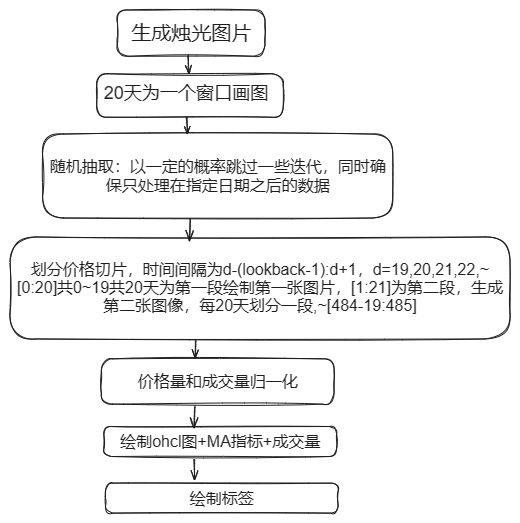 生成烛光图片
20天为一个窗口画图
随机抽取：以一定的概率跳过一些迭代，同时确
保只处理在指定日期之后的数据
划分价格切片，时间间隔为d-(lookback-1):d+1，d=19,20,21,22,~
[0:20]共0~19共20天为第一段绘制第一张图片，[1:21]为第二段，生成
第二张图像，每20天划分一段,~[484-19:485]
价格量和成交量归一化
绘制ohcl图+MA指标+成交量
绘制标签